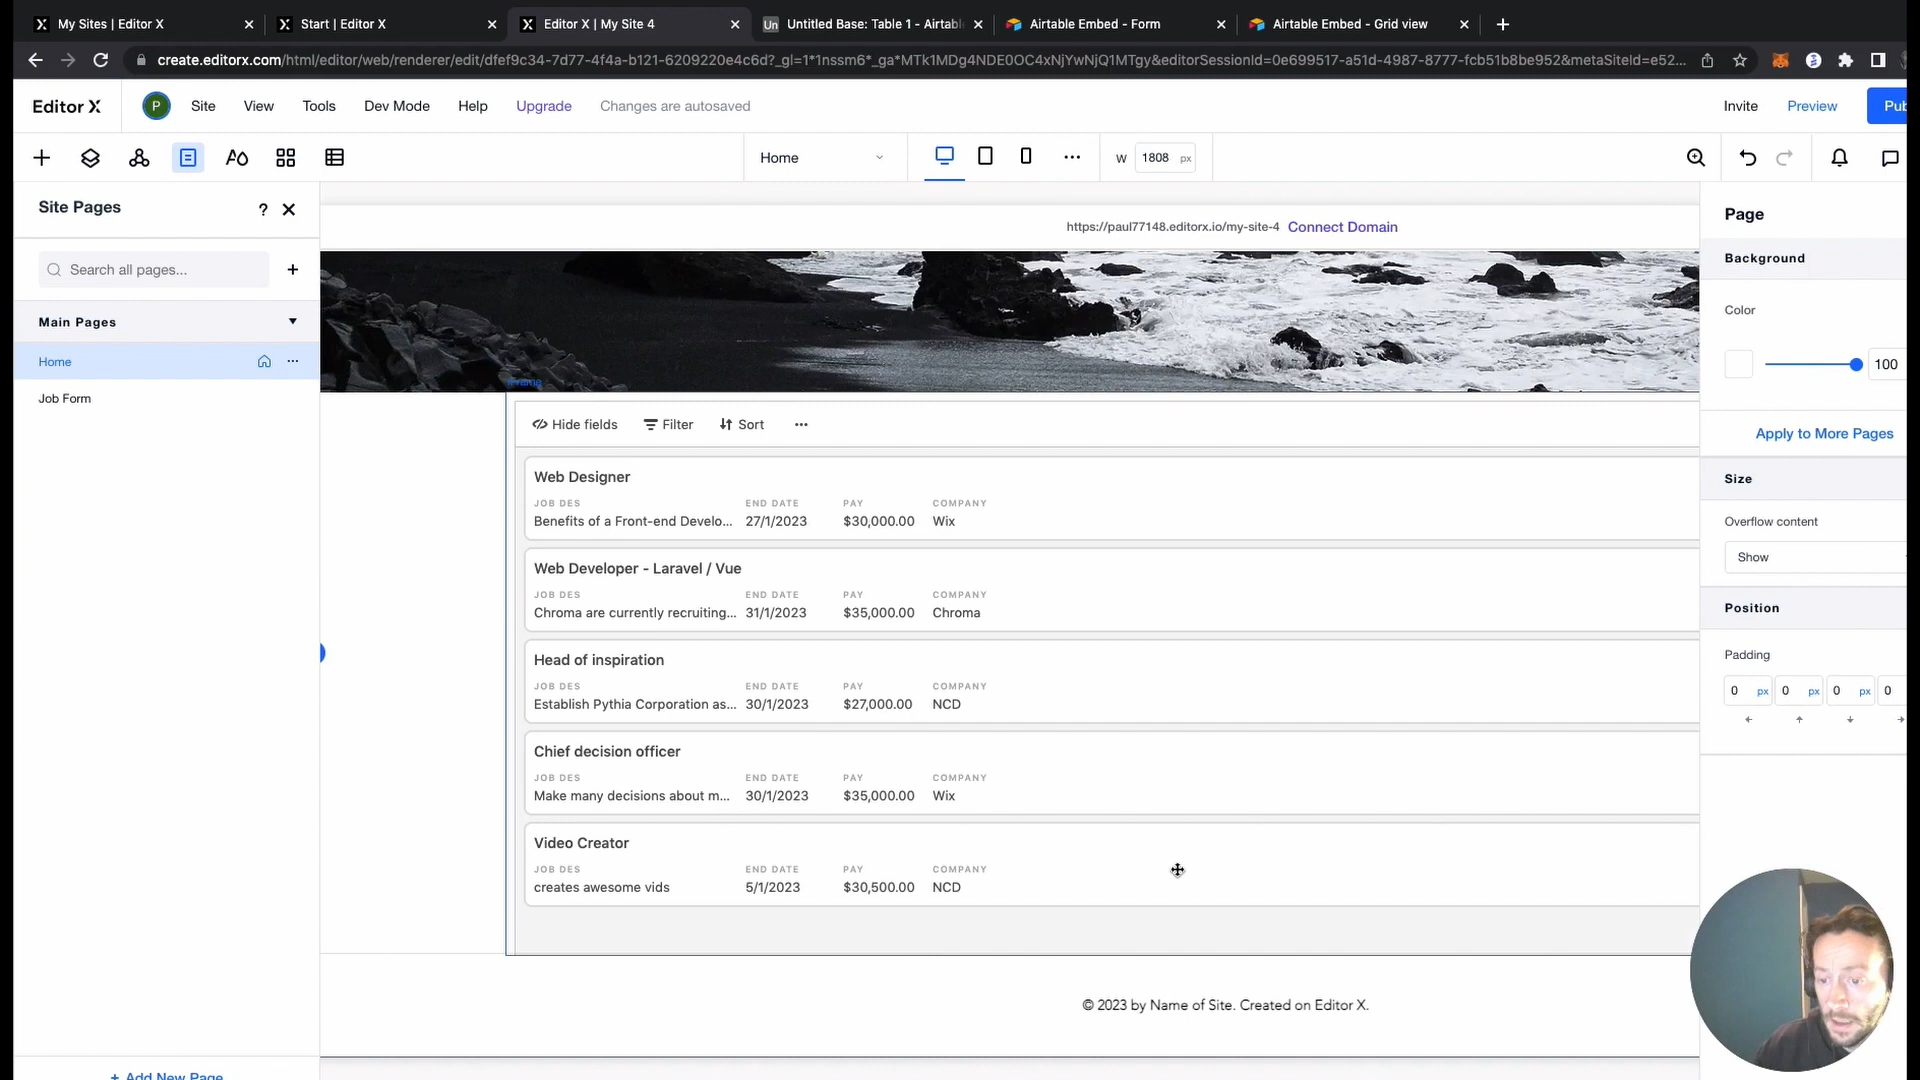 My Sites | Editor X
Start | Editor X
Editor X | My Site 4
Un Untitled Base: Table 1 - Airtab
Airtable Embed - Form
Airtable Embed - Grid view
create.editorx.com/html/editor/web/renderer/edit/dfef9c34-7d77-4f4a-b121-6209220e4c6d?_gl=1*1nssm6*_ga*MTk1MDg4NDE0OC4xNjYwNjQ1MTgy&editorSessionId=0e699517-a51d-4987-8777-fcb51b8be952&metaSiteId=e52...
Editor X
P
Site
View
Tools
Dev Mode
Help
Upgrade
Changes are autosaved
Invite
Preview
Pub
Home
W 1808 px
Site Pages
?
Search all pages...
Main Pages
Home
Job Form
+ Add New Page
https://paul77148.editorx.io/my-site-4 Connect Domain
iframe
Hide fields
Filter
Sort
Web Designer
JOB DES END DATE PAY COMPANY
Benefits of a Front-end Develo... 27/1/2023 $30,000.00 Wix
Web Developer - Laravel / Vue
JOB DES END DATE PAY COMPANY
Chroma are currently recruiting... 31/1/2023 $35,000.00 Chroma
Head of inspiration
JOB DES END DATE PAY COMPANY
Establish Pythia Corporation as... 30/1/2023 $27,000.00 NCD
Chief decision officer
JOB DES END DATE PAY COMPANY
Make many decisions about m... 30/1/2023 $35,000.00 Wix
Video Creator
JOB DES END DATE PAY COMPANY
creates awesome vids 5/1/2023 $30,500.00 NCD
© 2023 by Name of Site. Created on Editor X.
Page
Background
Color
100
Apply to More Pages
Size
Overflow content
Show
Position
Padding
0 px 0 px 0 px 0